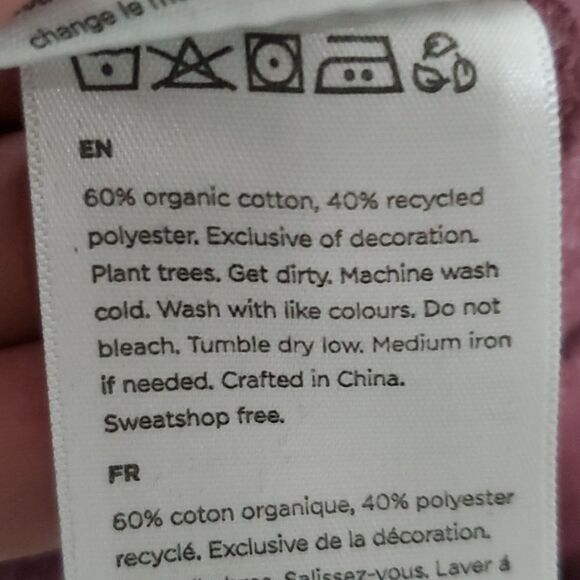 change le
EN
60% organic cotton, 40% recycled
polyester. Exclusive of decoration.
Plant trees. Get dirty. Machine wash
cold. Wash with like colours. Do not
bleach. Tumble dry low. Medium iron
if needed. Crafted in China.
Sweatshop free.
FR
60% coton organique, 40% polyester
recyclé. Exclusive de la décoration.
Salissez-vous. Laver á